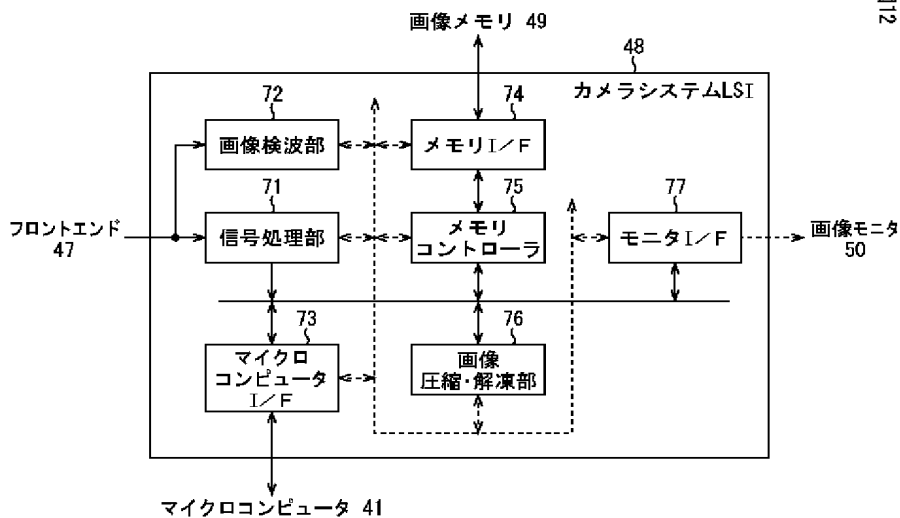 画像メモリ 49
図12
48
カメラシステムLSI
72
画像検波部
74
メモリI/F
71
信号処理部
75
メモリ
コントローラ
77
モニタI/F
フロントエンド
47
画像モニタ
50
73
マイクロ
コンピュータ
I/F
76
画像
圧縮・解凍部
マイクロコンピュータ 41